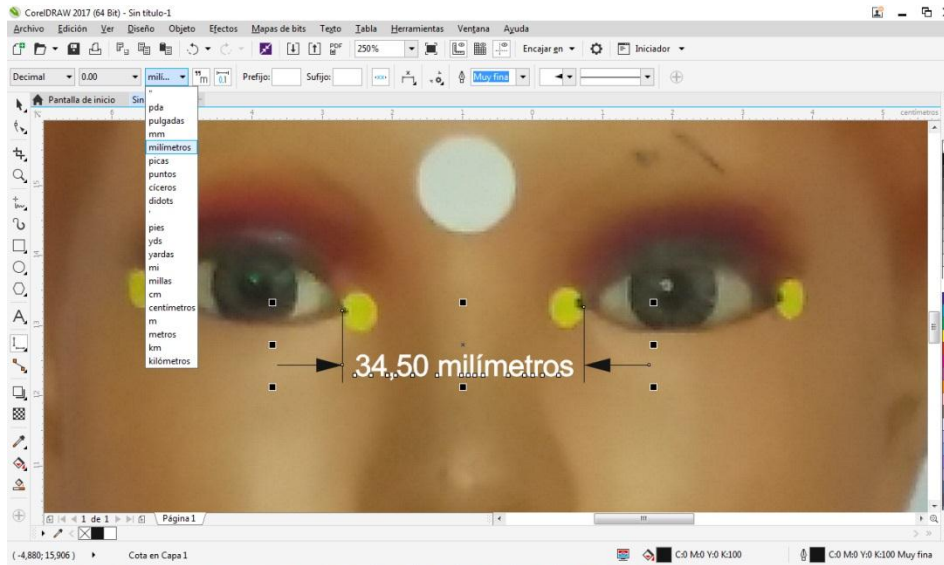 CorelDRAW 2017 (64 Bit) - Sin título-1
Archivo Edición Ver Diseño Objeto Efectos Mapas de bits Texto Tabla Herramientas Ventana Ayuda
PDF 250% Encajar en Iniciador
Decimal 0.00 milí... Prefijo: Sufijo: Muy fina
Pantalla de inicio Sin
centímetros
"
pda
pulgadas
mm
milímetros
picas
puntos
cíceros
didots
'
pies
yds
yardas
mi
millas
cm
centímetros
m
metros
km
kilómetros
34,50 milímetros
1 de 1 Página 1
( -4,880; 15,906 ) Cota en Capa 1 C:0 M:0 Y:0 K:100 C:0 M:0 Y:0 K:100 Muy fina